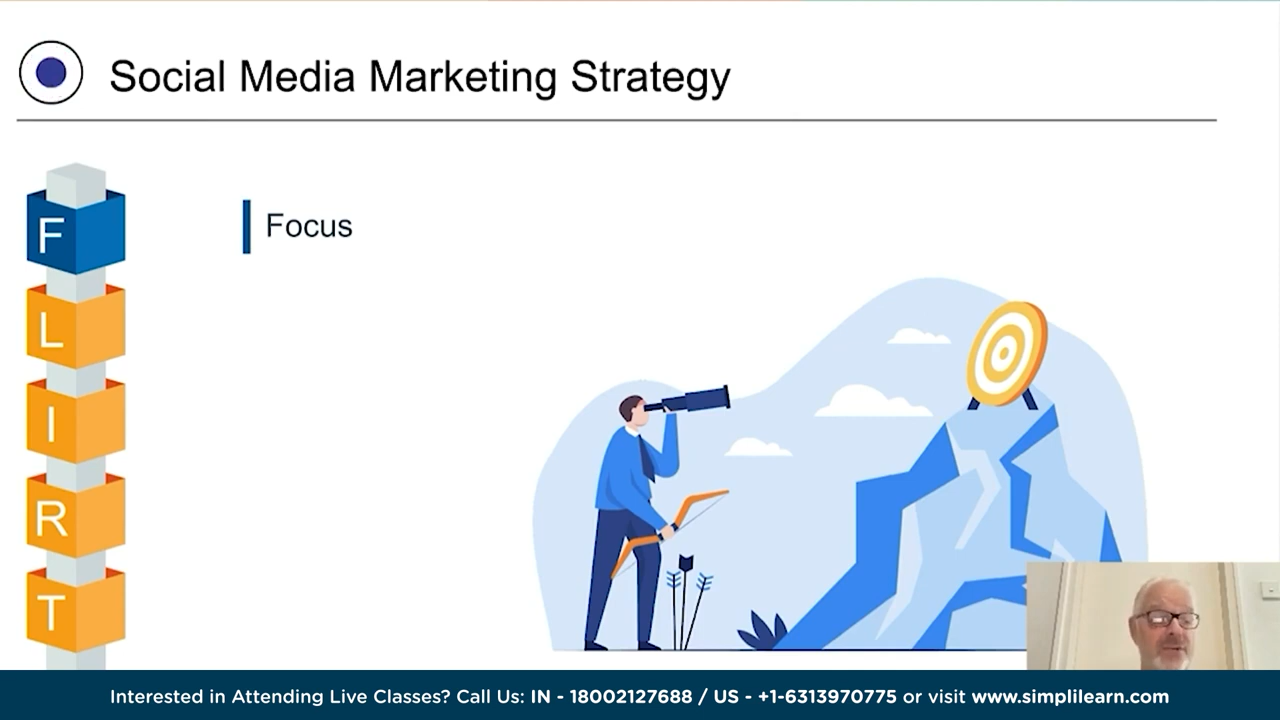 Social Media Marketing Strategy
F
Focus
L
I
R
T
Interested in Attending Live Classes? Call Us: IN - 18002127688 / US - +1-6313970775 or visit www.simplilearn.com